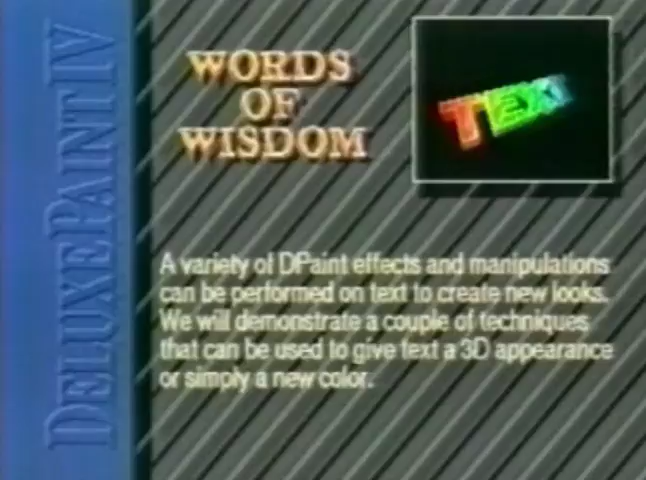 DELUXEPAINT IV
WORDS
OF
WISDOM
TEXT
A variety of DPaint effects and manipulations
can be performed on text to create new looks.
We will demonstrate a couple of techniques
that can be used to give text a 3D appearance
or simply a new color.